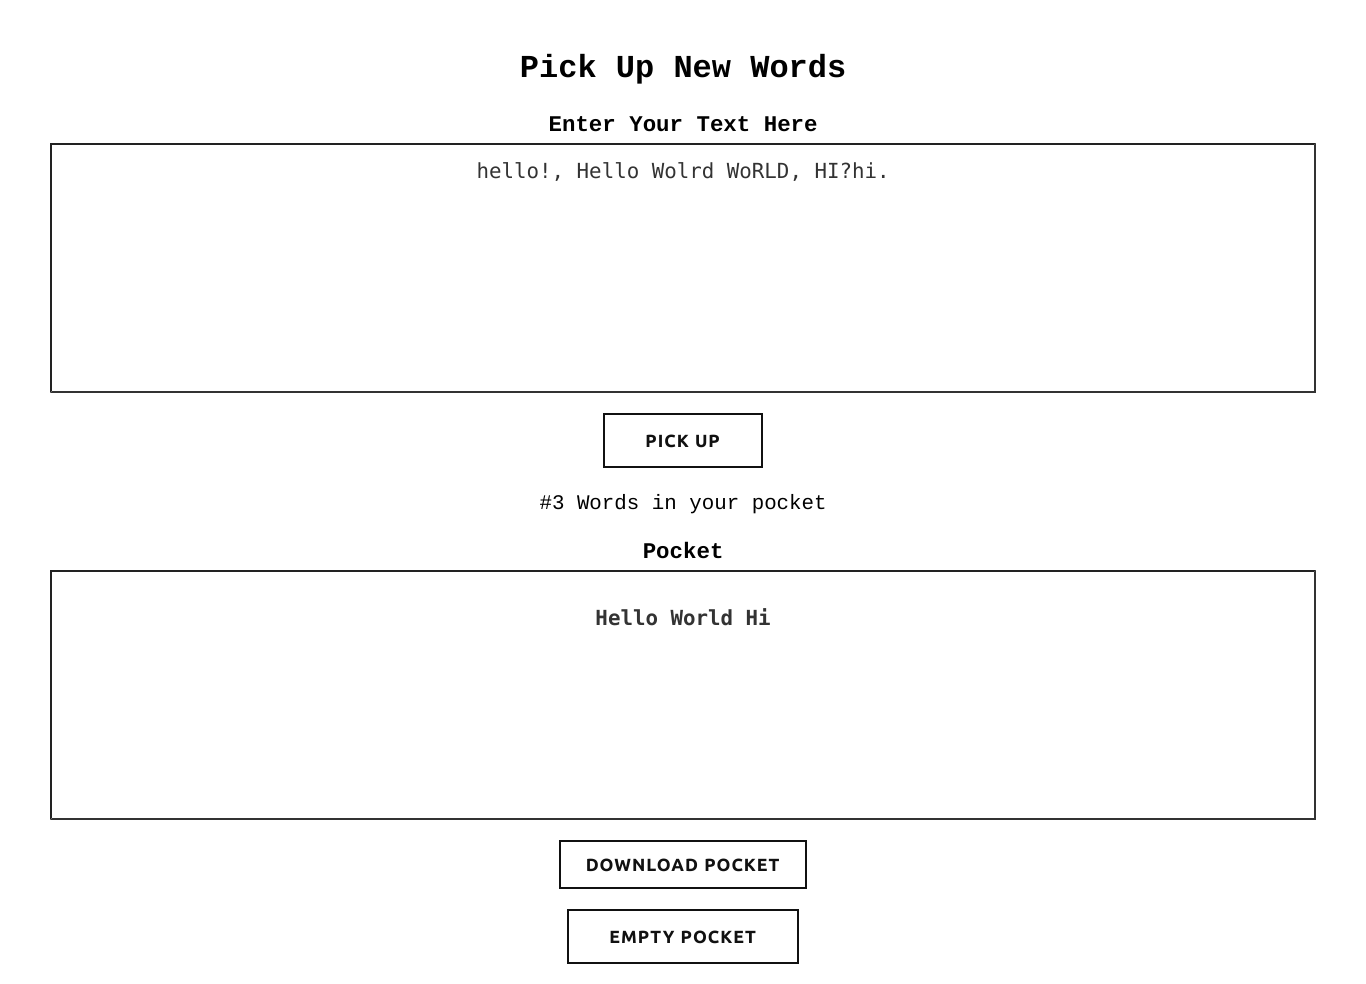 Pick Up New Words
Enter Your Text Here
hello!, Hello Wolrd WoRLD, HI?hi.
PICK UP
#3 Words in your pocket
Pocket
Hello World Hi
DOWNLOAD POCKET
EMPTY POCKET